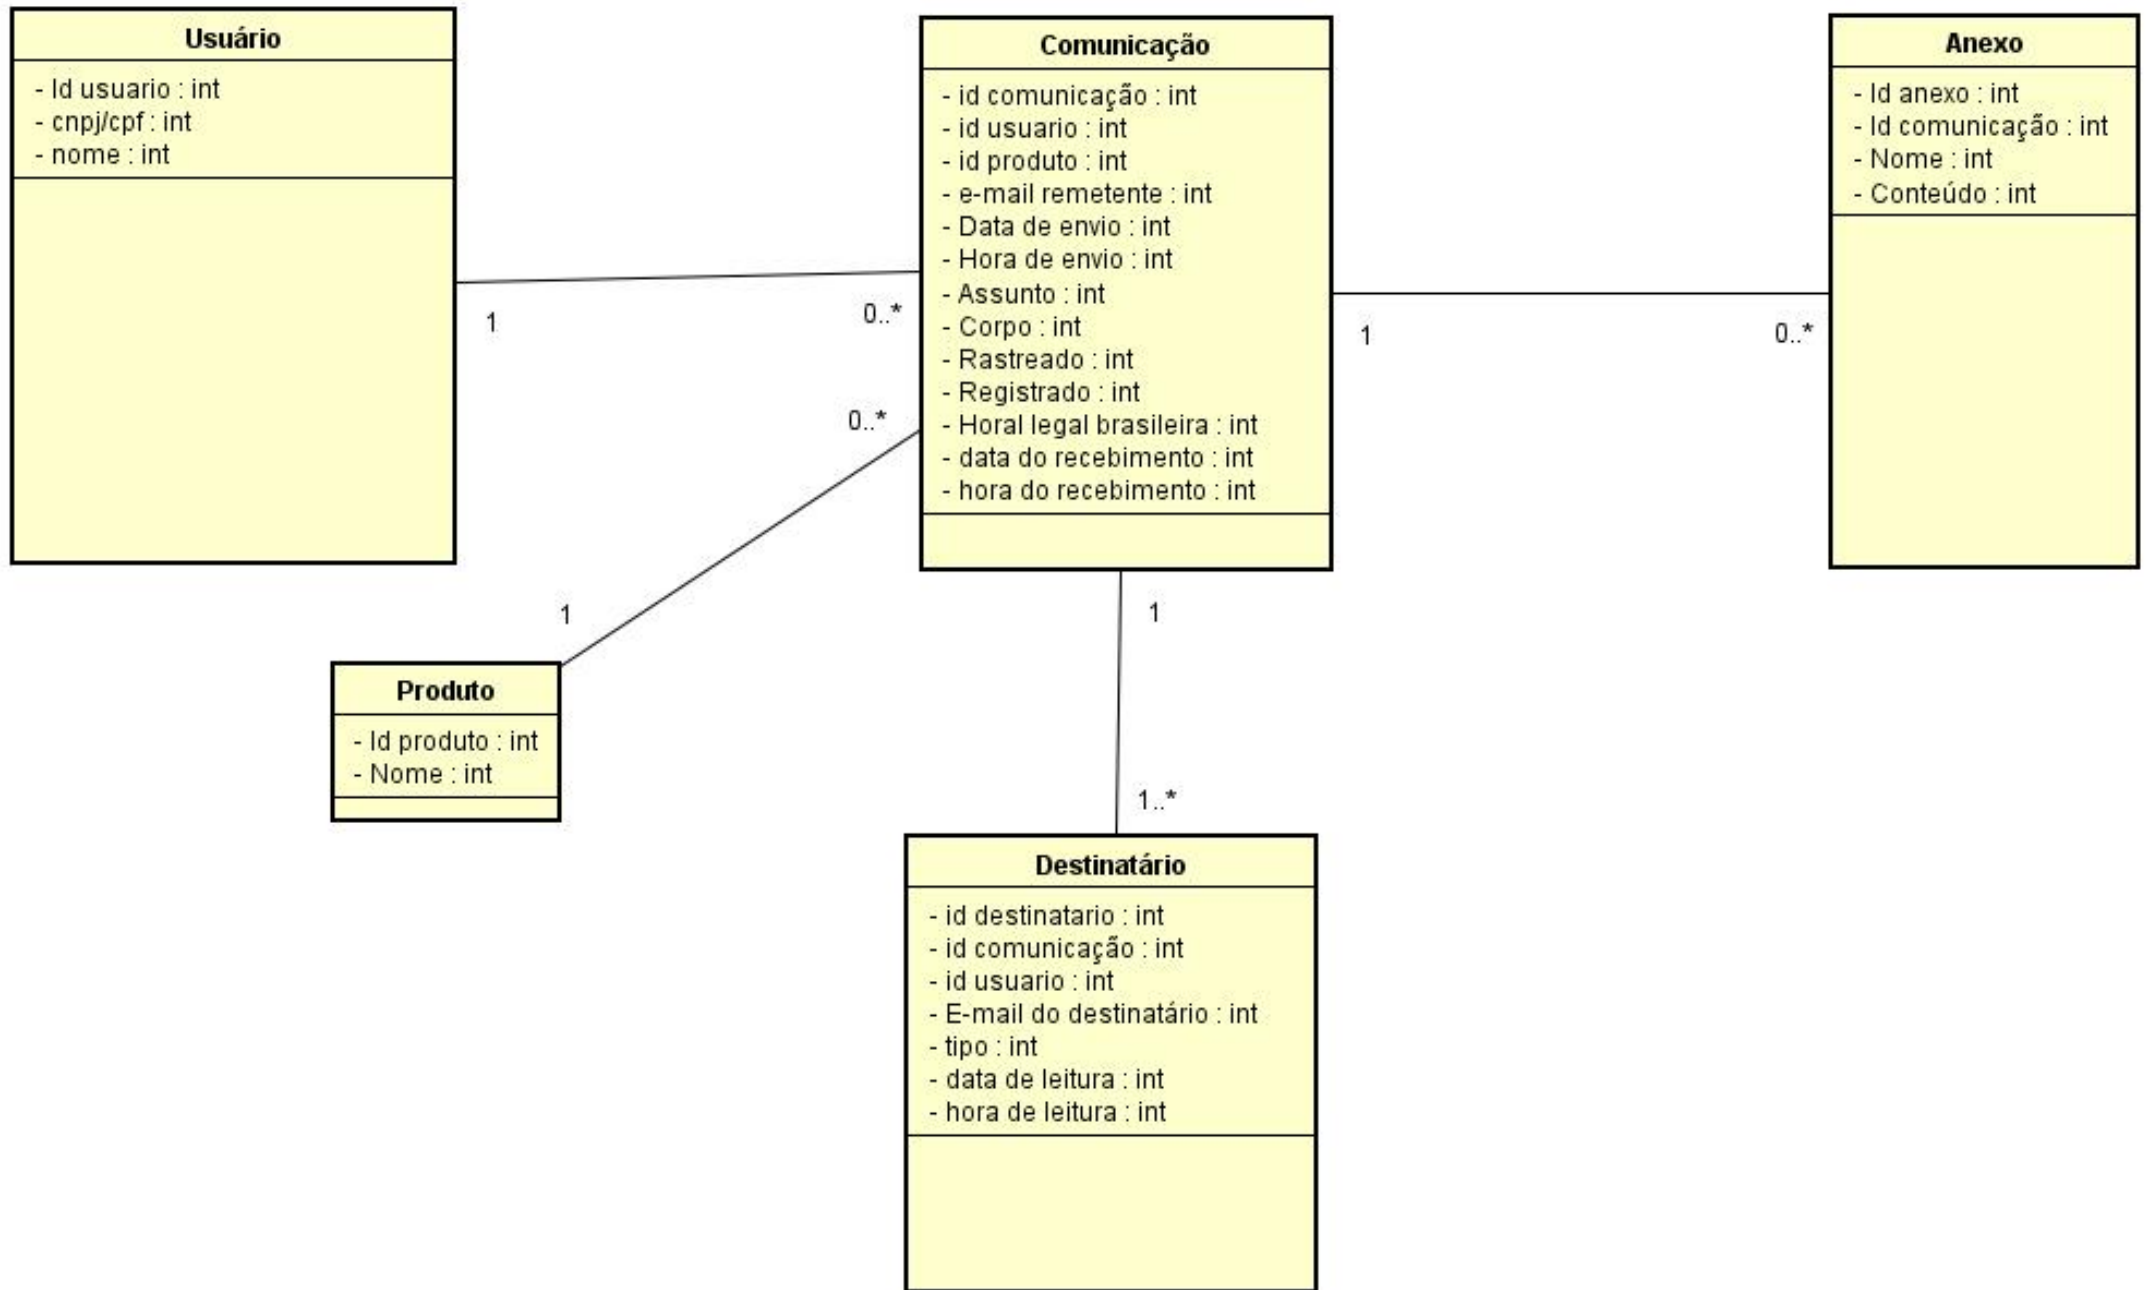 Usuário
- Id usuario : int
- cnpj/cpf : int
- nome : int
Comunicação
- id comunicação : int
- id usuario : int
- id produto : int
- e-mail remetente : int
- Data de envio : int
- Hora de envio : int
- Assunto : int
- Corpo : int
- Rastreado : int
- Registrado : int
- Horal legal brasileira : int
- data do recebimento : int
- hora do recebimento : int
Anexo
- Id anexo : int
- Id comunicação : int
- Nome : int
- Conteúdo : int
1
0..*
1
0..*
0..*
1
1
1..*
Produto
- Id produto : int
- Nome : int
Destinatário
- id destinatario : int
- id comunicação : int
- id usuario : int
- E-mail do destinatário : int
- tipo : int
- data de leitura : int
- hora de leitura : int